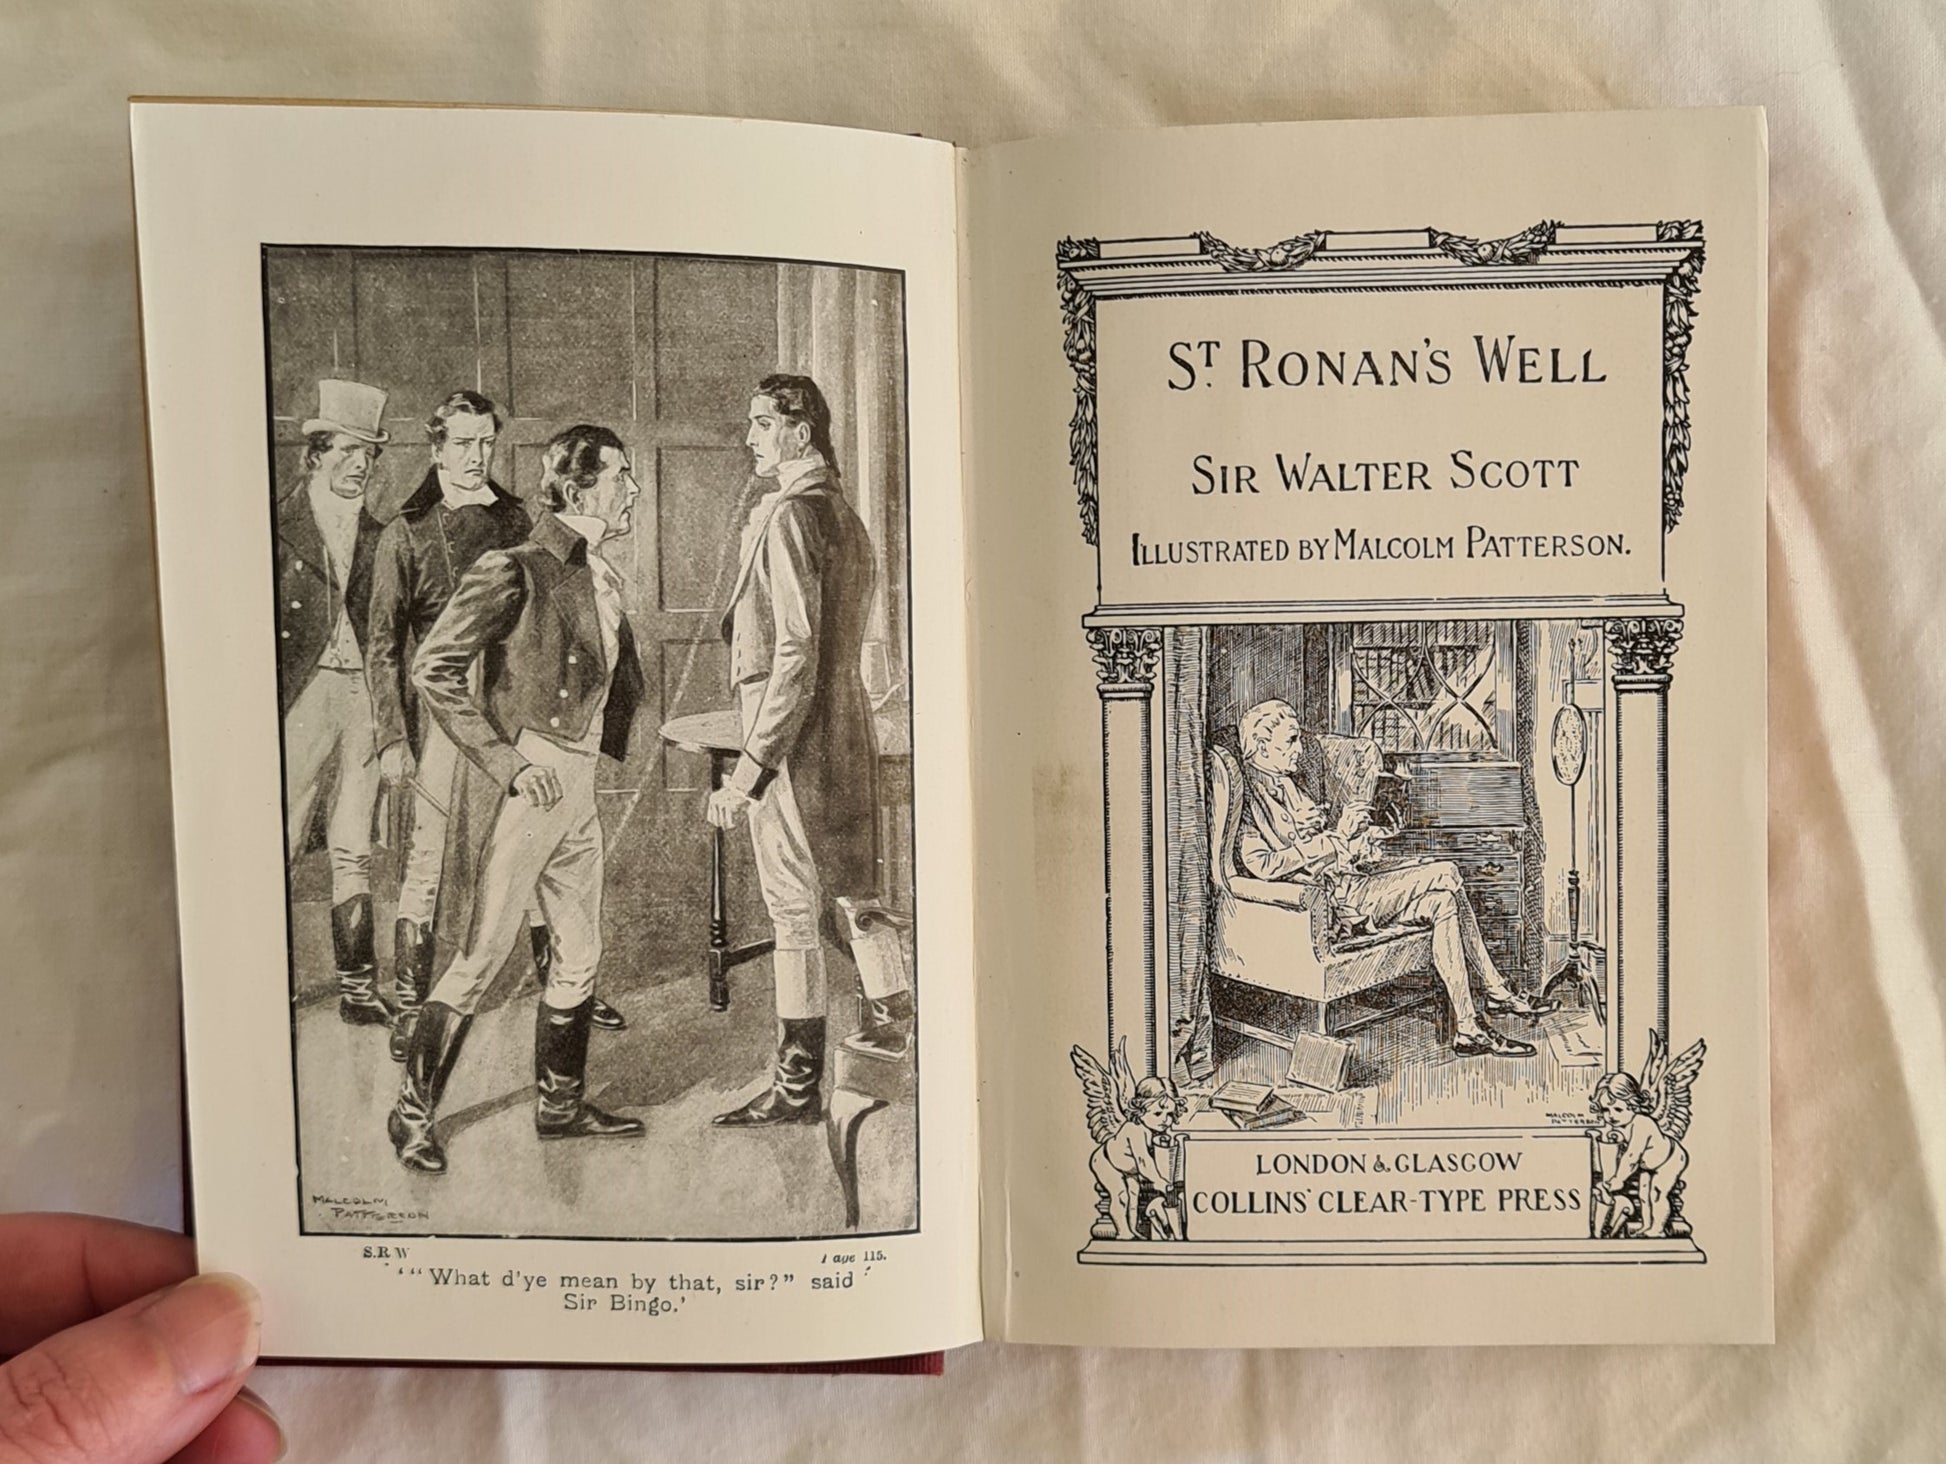 MALCOLM
PATTERSON
S.R.W
Page 115.
'"What d'ye mean by that, sir?" said
Sir Bingo.'
ST. RONAN'S WELL
SIR WALTER SCOTT
ILLUSTRATED BY MALCOLM PATTERSON.
MALCOLM
PATTERSON
LONDON & GLASGOW
COLLINS' CLEAR-TYPE PRESS